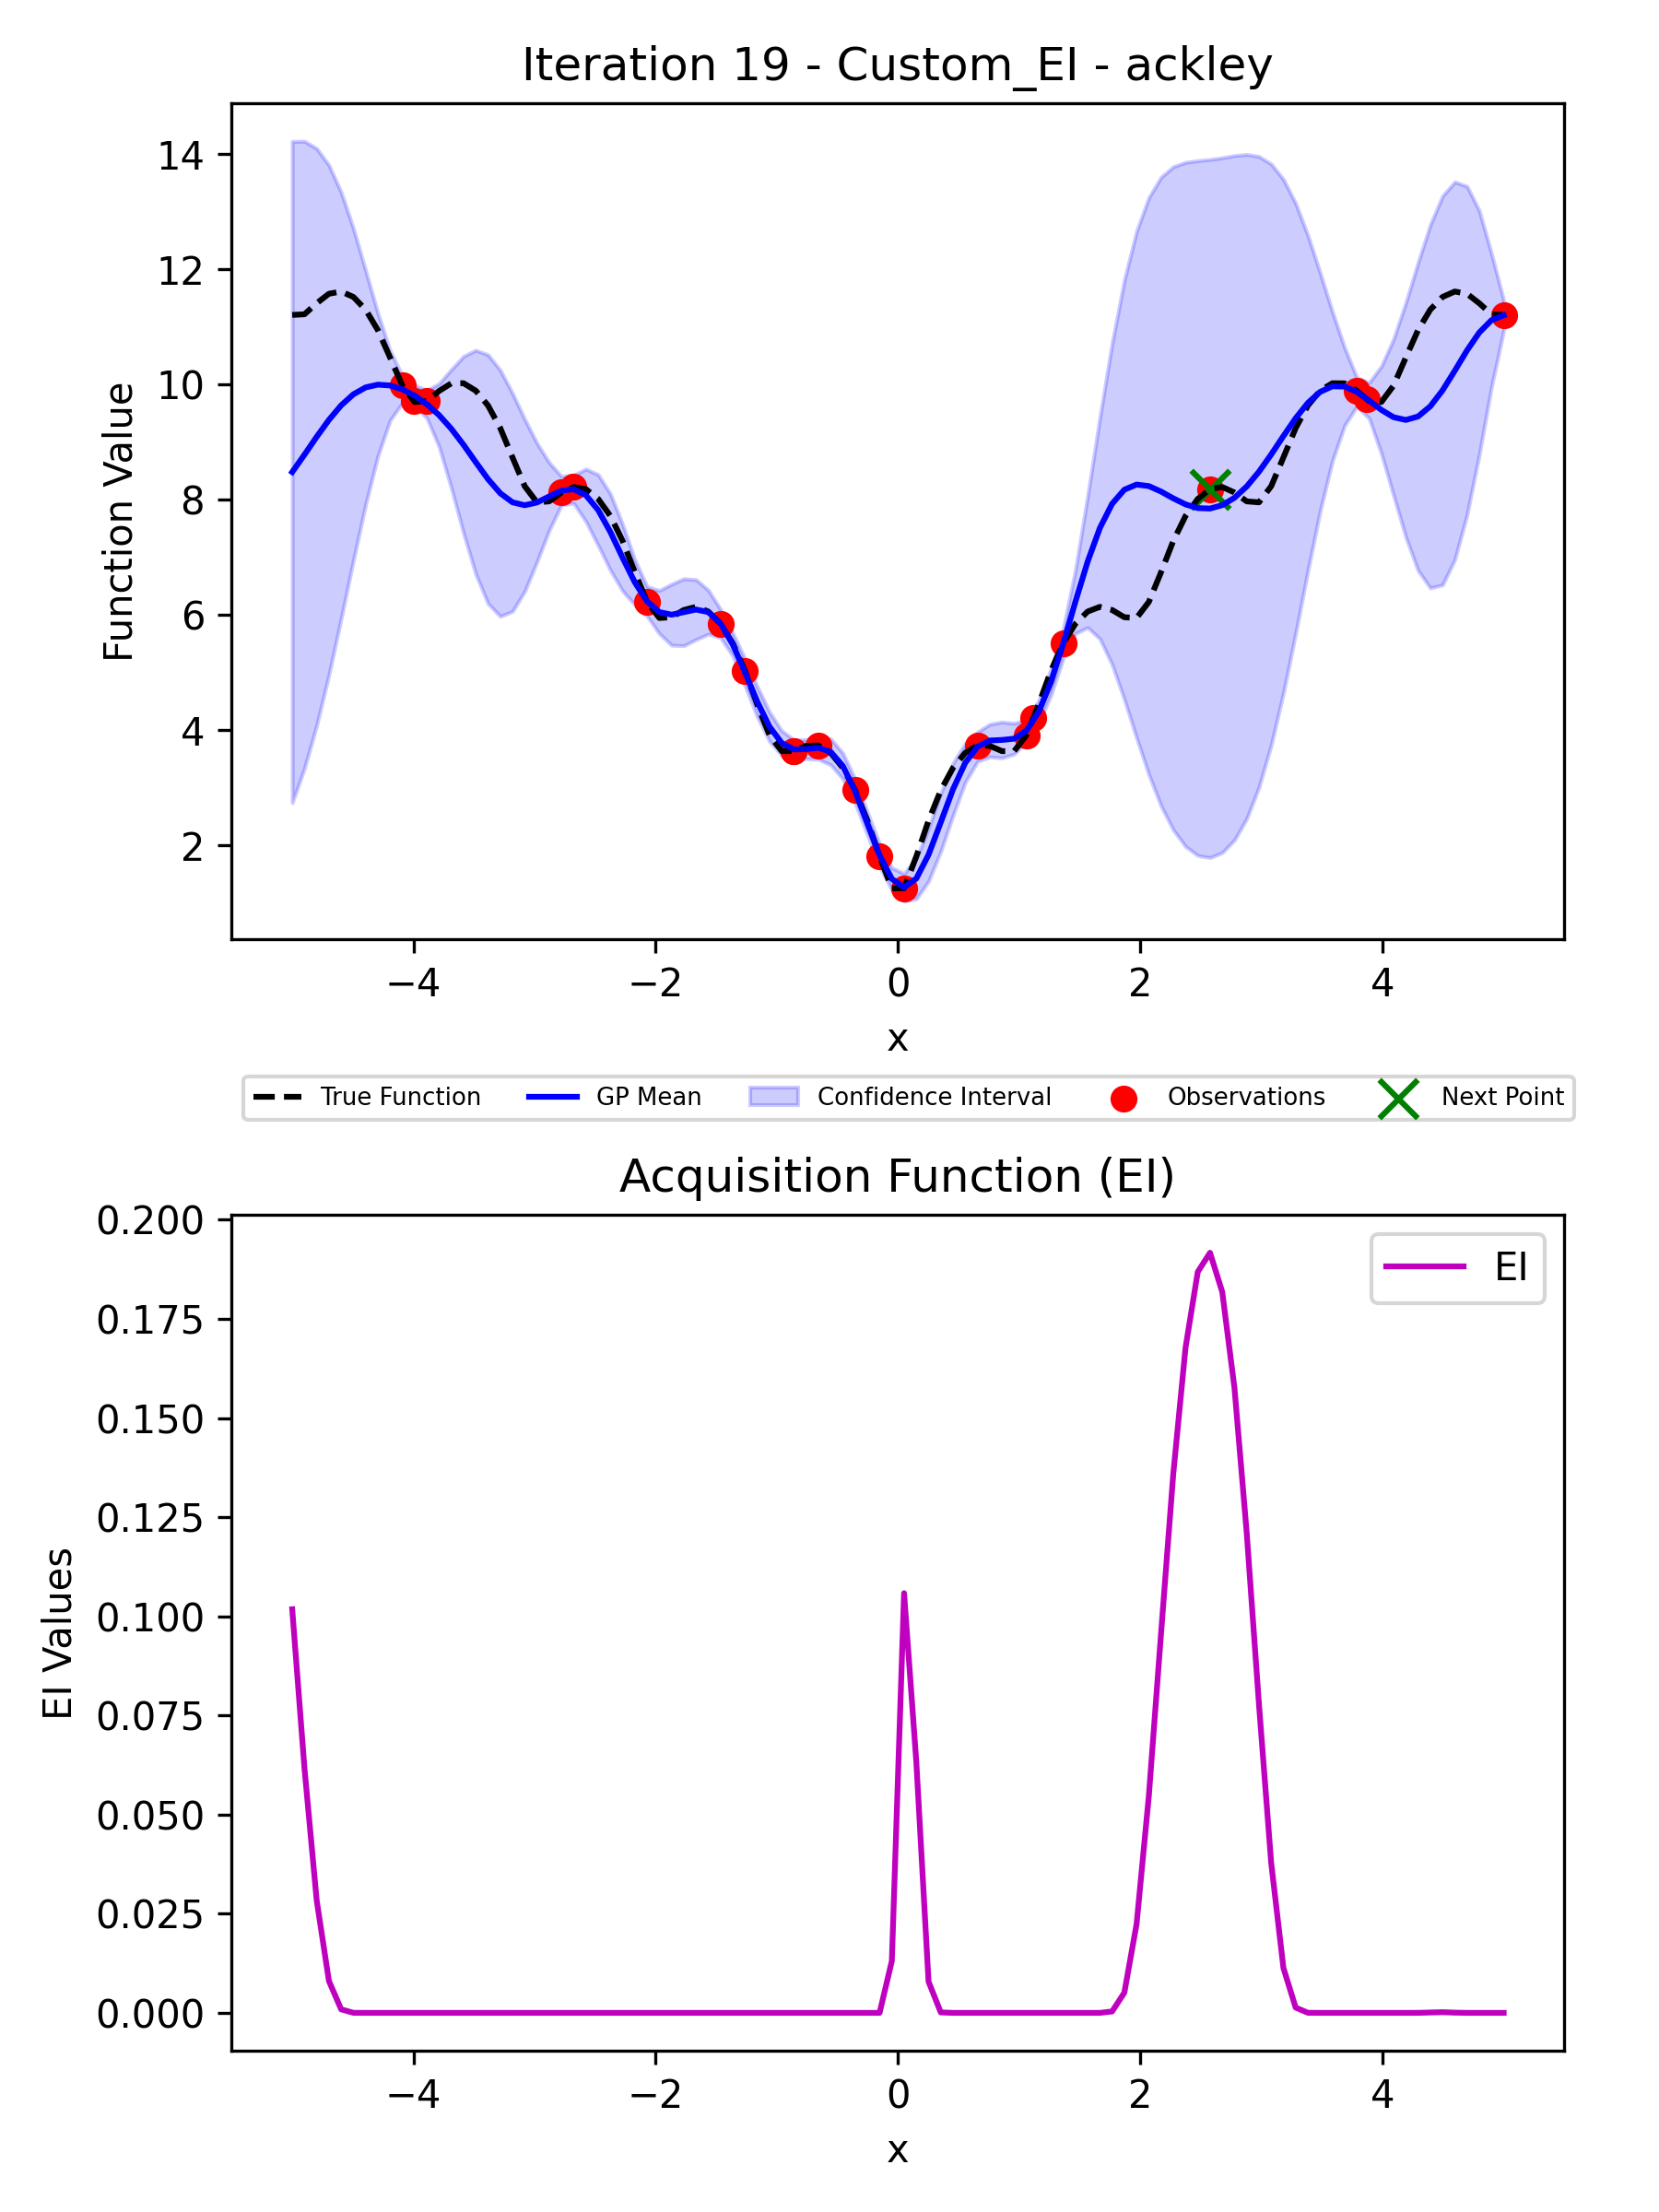 Iteration 19 - Custom_EI - ackley
Function Value
14
12
10
8
6
4
2
−4 −2 0 2 4
x
True Function GP Mean Confidence Interval Observations Next Point
Acquisition Function (EI)
EI Values
0.200
0.175
0.150
0.125
0.100
0.075
0.050
0.025
0.000
EI
−4 −2 0 2 4
x